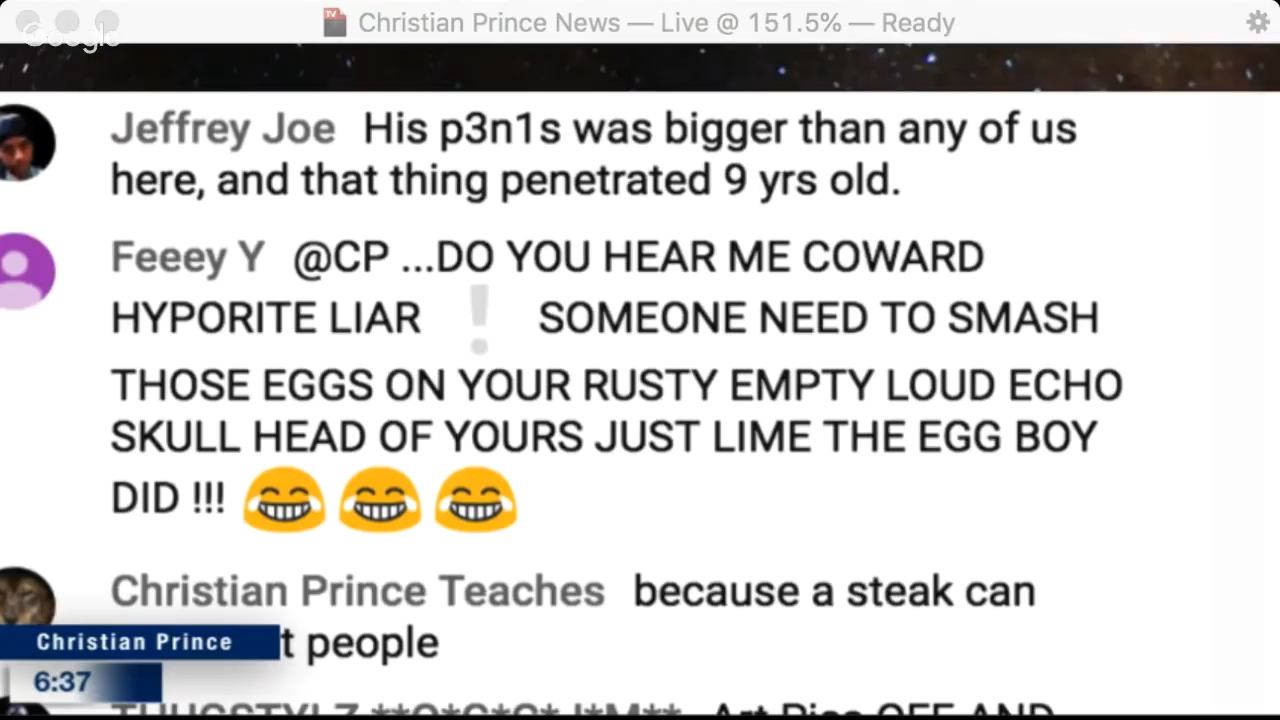 Christian Prince News — Live @ 151.5% — Ready
Google
Jeffrey Joe His p3n1s was bigger than any of us
here, and that thing penetrated 9 yrs old.
Feeey Y @CP ...DO YOU HEAR ME COWARD
HYPORITE LIAR ❕ SOMEONE NEED TO SMASH
THOSE EGGS ON YOUR RUSTY EMPTY LOUD ECHO
SKULL HEAD OF YOURS JUST LIME THE EGG BOY
DID !!! 😂 😂 😂
Christian Prince Teaches because a steak can
t people
Christian Prince
6:37